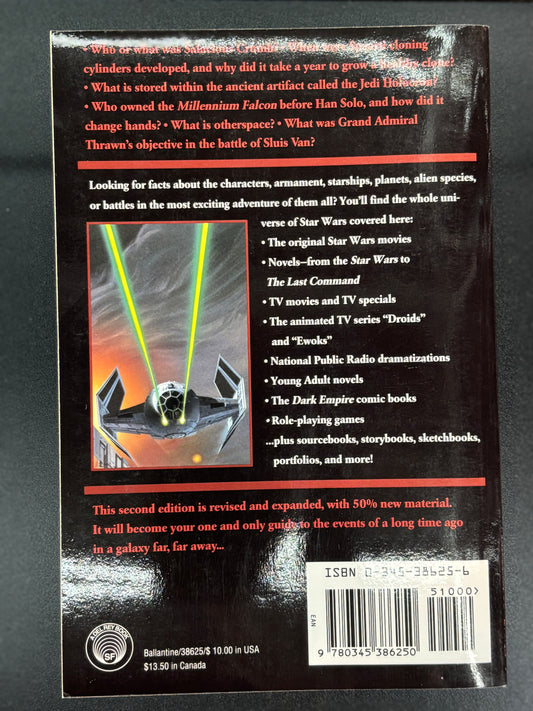 • Who or what was Salacious Crumb? • When were Spaarti cloning
cylinders developed, and why did it take a year to grow a healthy clone?
• What is stored within the ancient artifact called the Jedi Holocron?
• Who owned the Millennium Falcon before Han Solo, and how did it
change hands? • What is otherspace? • What was Grand Admiral
Thrawn's objective in the battle of Sluis Van?
Looking for facts about the characters, armament, starships, planets, alien species,
or battles in the most exciting adventure of them all? You'll find the whole uni-
verse of Star Wars covered here:
• The original Star Wars movies
• Novels—from the Star Wars to
The Last Command
• TV movies and TV specials
• The animated TV series "Droids"
and "Ewoks"
• National Public Radio dramatizations
• Young Adult novels
• The Dark Empire comic books
• Role-playing games
...plus sourcebooks, storybooks, sketchbooks,
portfolios, and more!
This second edition is revised and expanded, with 50% new material.
It will become your one and only guide to the events of a long time ago
in a galaxy far, far away...
ISBN 0-345-38625-6
51000>
EAN
9 780345 386250
A DEL REY BOOK
SF
Ballantine/38625/$ 10.00 in USA
$13.50 in Canada